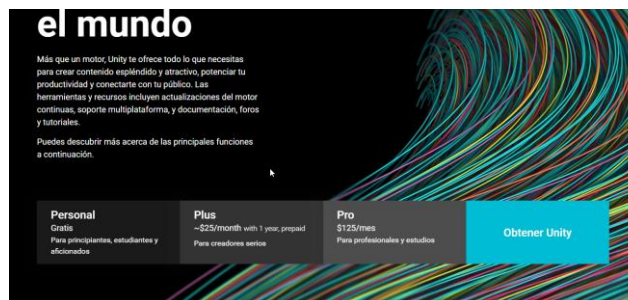 el mundo
Más que un motor, Unity te ofrece todo lo que necesitas
para crear contenido espléndido y atractivo, potenciar tu
productividad y conectarte con tu público. Las
herramientas y recursos incluyen actualizaciones del motor
continuas, soporte multiplataforma, y documentación, foros
y tutoriales.
Puedes descubrir más acerca de las principales funciones
a continuación.
Personal
Gratis
Para principiantes, estudiantes y
aficionados
Plus
~$25/month with 1 year, prepaid
Para creadores serios
Pro
$125/mes
Para profesionales y estudios
Obtener Unity